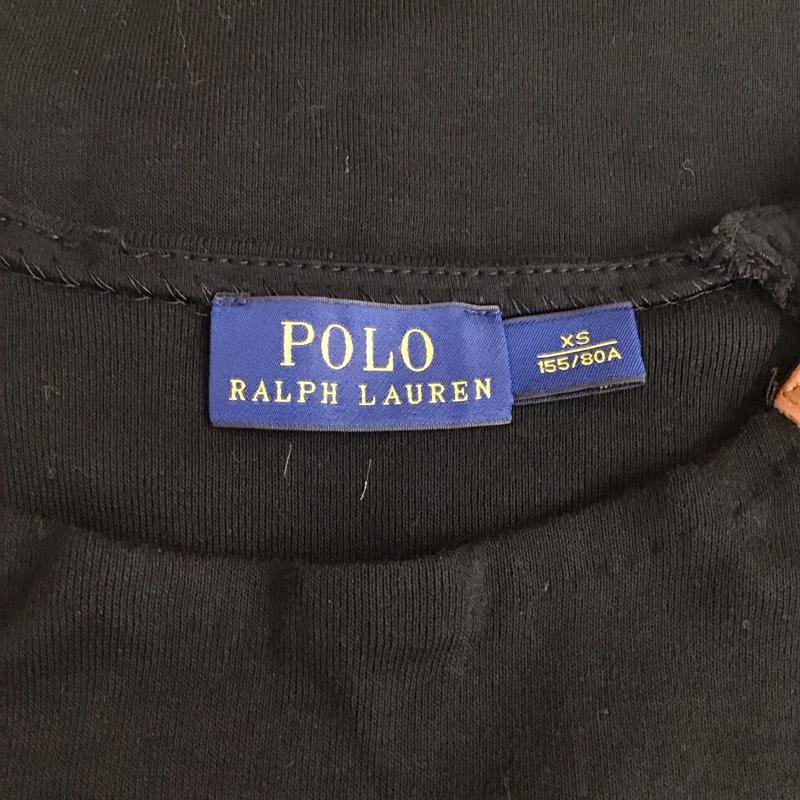 POLO
RALPH LAUREN
XS
155/80A